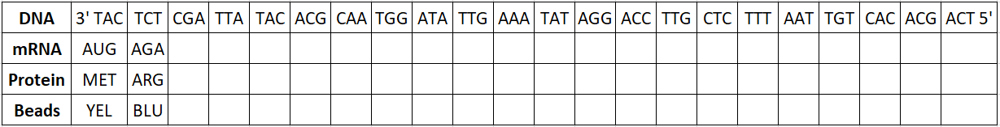 DNA 3' TAC TCT CGA TTA TAC ACG CAA TGG ATA TTG AAA TAT AGG ACC TTG CTC TTT AAT TGT CAC ACG ACT 5'
mRNA AUG AGA
Protein MET ARG
Beads YEL BLU